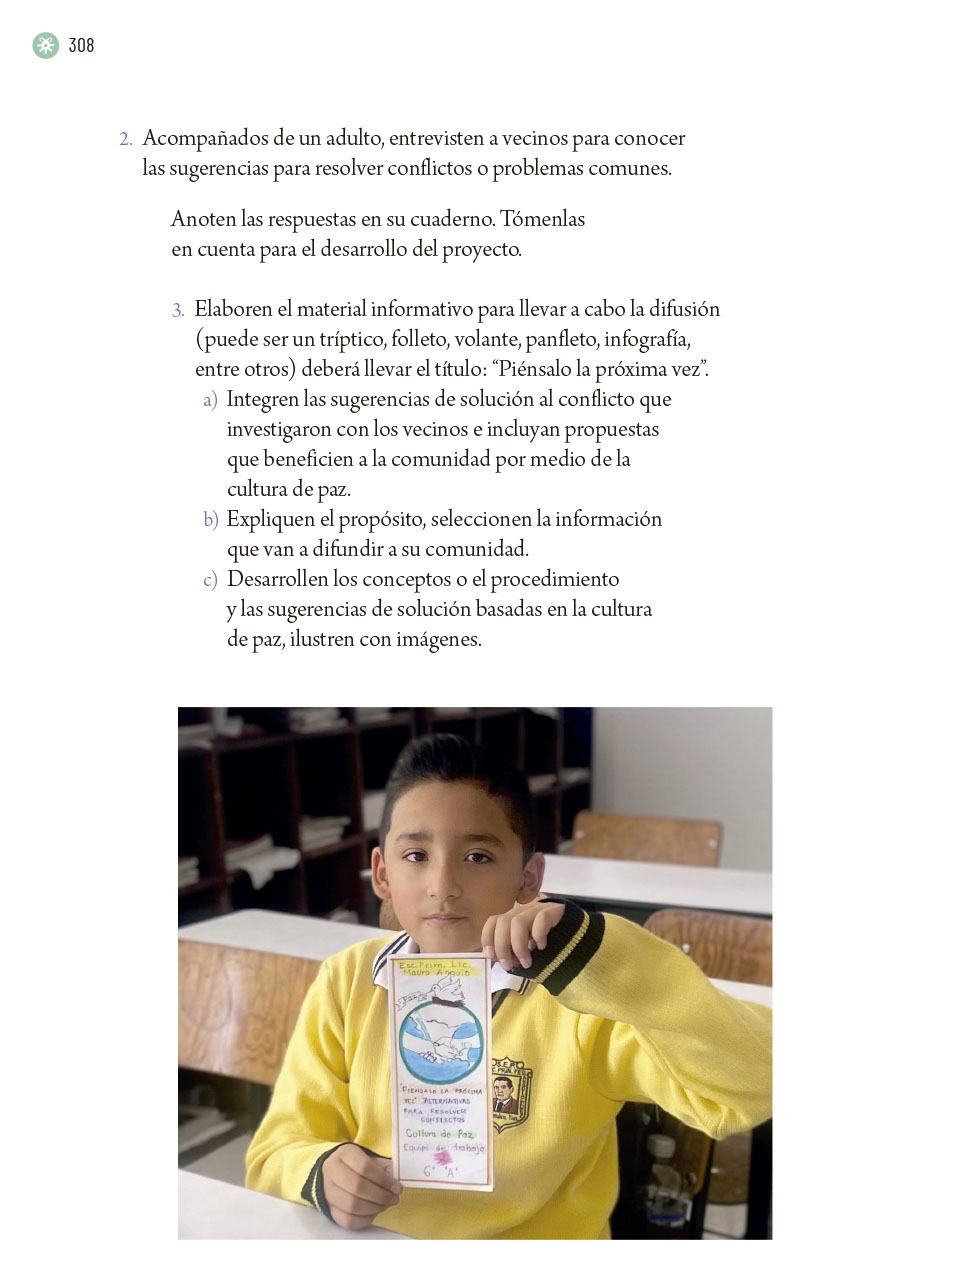 308
2. Acompañados de un adulto, entrevisten a vecinos para conocer
las sugerencias para resolver conflictos o problemas comunes.
Anoten las respuestas en su cuaderno. Tómenlas
en cuenta para el desarrollo del proyecto.
3. Elaboren el material informativo para llevar a cabo la difusión
(puede ser un tríptico, folleto, volante, panfleto, infografía,
entre otros) deberá llevar el título: “Piénsalo la próxima vez”.
a) Integren las sugerencias de solución al conflicto que
investigaron con los vecinos e incluyan propuestas
que beneficien a la comunidad por medio de la
cultura de paz.
b) Expliquen el propósito, seleccionen la información
que van a difundir a su comunidad.
c) Desarrollen los conceptos o el procedimiento
y las sugerencias de solución basadas en la cultura
de paz, ilustren con imágenes.
Esc. Prim. Lic.
Mauro Angulo
Paz
"PIENSALO LA PRÓXIMA
VEZ" "ALTERNATIVAS
PARA RESOLVER
CONFLICTOS
Cultura de Paz
Equipo de trabajo
6° "A"